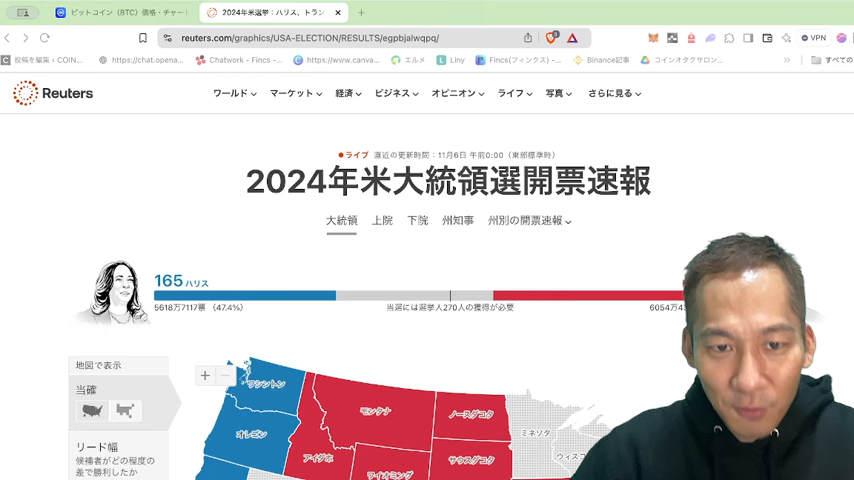 ビットコイン（BTC）価格・チャート
2024年米選挙：ハリス、トラン
reuters.com/graphics/USA-ELECTION/RESULTS/egpbjalwqpq/
VPN
投稿を編集 ‹ COIN...
https://chat.opena...
Chatwork - Fincs -...
https://www.canva...
エルメ
Liny
Fincs(フィンクス) -...
Binance記事
コインオタクサロン...
»
すべての
Reuters
ワールド
マーケット
経済
ビジネス
オピニオン
ライフ
写真
さらに見る
ライブ 直近の更新時間：11月6日 午前0:00（東部標準時）
2024年米大統領選開票速報
大統領
上院
下院
州知事
州別の開票速報
165 ハリス
5618万7117票 （47.4%）
当選には選挙人270人の獲得が必要
6054万4
地図で表示
当確
リード幅
候補者がどの程度の
差で勝利したか
ワシントン
モンタナ
ノースダコタ
ミネソタ
オレゴン
アイダホ
サウスダコタ
ウィスコ
ワイオミング